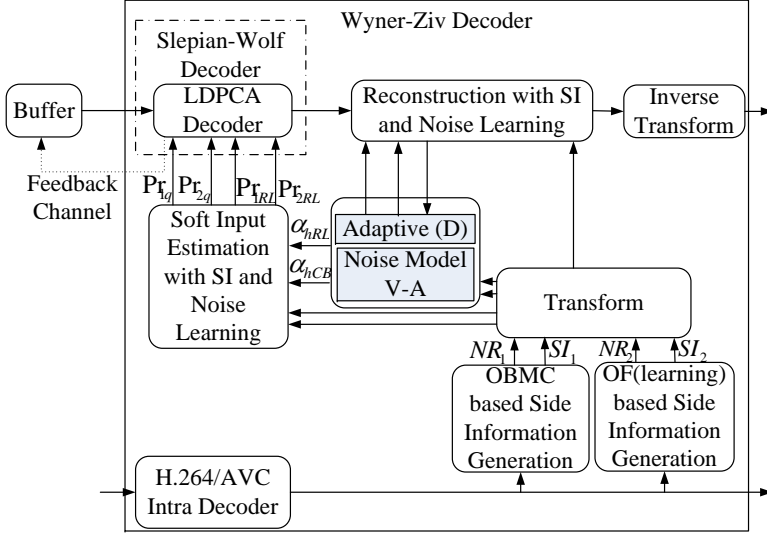 Wyner-Ziv Decoder
Slepian-Wolf
Decoder
Buffer
LDPCA
Decoder
Reconstruction with SI
and Noise Learning
Inverse
Transform
Feedback
Channel
Pr1q Pr2q Pr1RL Pr2RL
Soft Input
Estimation
with SI and
Noise
Learning
αhRL
αhCB
Adaptive (D)
Noise Model
V-A
Transform
NR1 SI1 NR2 SI2
OBMC
based Side
Information
Generation
OF(learning)
based Side
Information
Generation
H.264/AVC
Intra Decoder